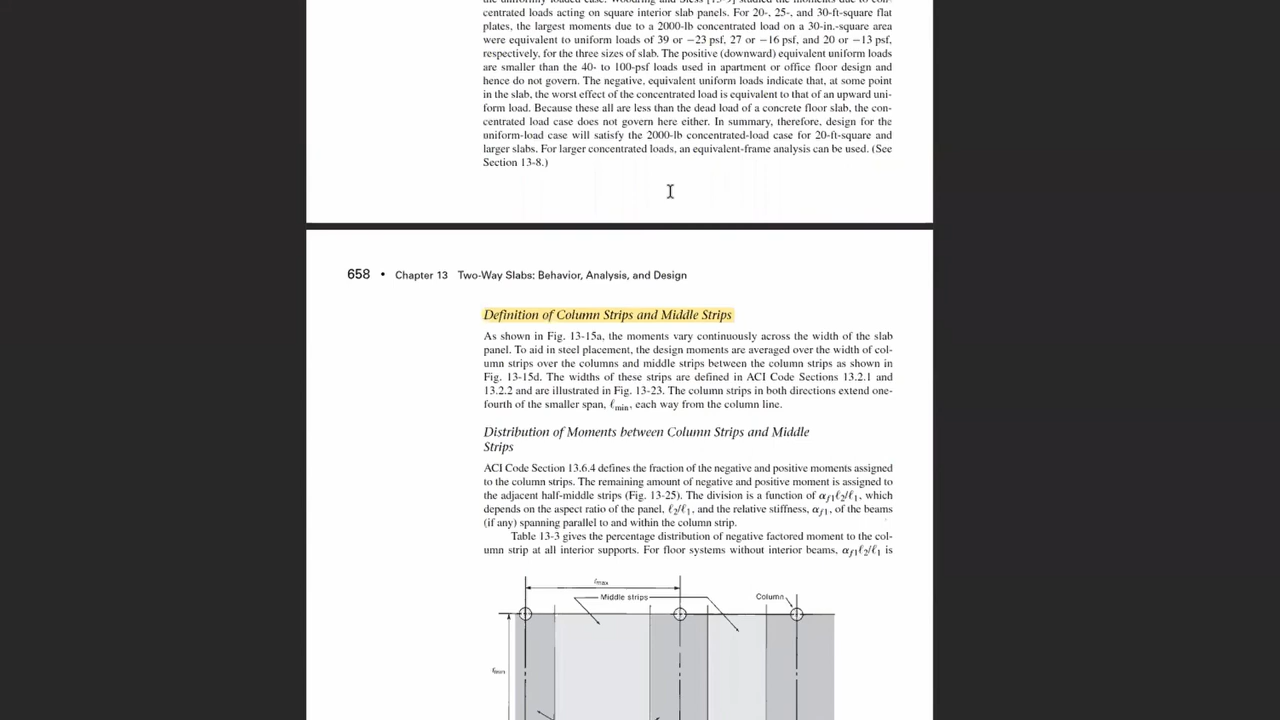 centrated loads acting on square interior slab panels. For 20-, 25-, and 30-ft-square flat
plates, the largest moments due to a 2000-lb concentrated load on a 30-in.-square area
were equivalent to uniform loads of 39 or −23 psf, 27 or −16 psf, and 20 or −13 psf,
respectively, for the three sizes of slab. The positive (downward) equivalent uniform loads
are smaller than the 40- to 100-psf loads used in apartment or office floor design and
hence do not govern. The negative, equivalent uniform loads indicate that, at some point
in the slab, the worst effect of the concentrated load is equivalent to that of an upward uni-
form load. Because these all are less than the dead load of a concrete floor slab, the con-
centrated load case does not govern here either. In summary, therefore, design for the
uniform-load case will satisfy the 2000-lb concentrated-load case for 20-ft-square and
larger slabs. For larger concentrated loads, an equivalent-frame analysis can be used. (See
Section 13-8.)
658 • Chapter 13 Two-Way Slabs: Behavior, Analysis, and Design
Definition of Column Strips and Middle Strips
As shown in Fig. 13-15a, the moments vary continuously across the width of the slab
panel. To aid in steel placement, the design moments are averaged over the width of col-
umn strips over the columns and middle strips between the column strips as shown in
Fig. 13-15d. The widths of these strips are defined in ACI Code Sections 13.2.1 and
13.2.2 and are illustrated in Fig. 13-23. The column strips in both directions extend one-
fourth of the smaller span, ℓmin, each way from the column line.
Distribution of Moments between Column Strips and Middle
Strips
ACI Code Section 13.6.4 defines the fraction of the negative and positive moments assigned
to the column strips. The remaining amount of negative and positive moment is assigned to
the adjacent half-middle strips (Fig. 13-25). The division is a function of αf1ℓ2/ℓ1, which
depends on the aspect ratio of the panel, ℓ2/ℓ1, and the relative stiffness, αf1, of the beams
(if any) spanning parallel to and within the column strip.
Table 13-3 gives the percentage distribution of negative factored moment to the col-
umn strip at all interior supports. For floor systems without interior beams, αf1ℓ2/ℓ1 is
ℓmax
Middle strips
Column
ℓmin